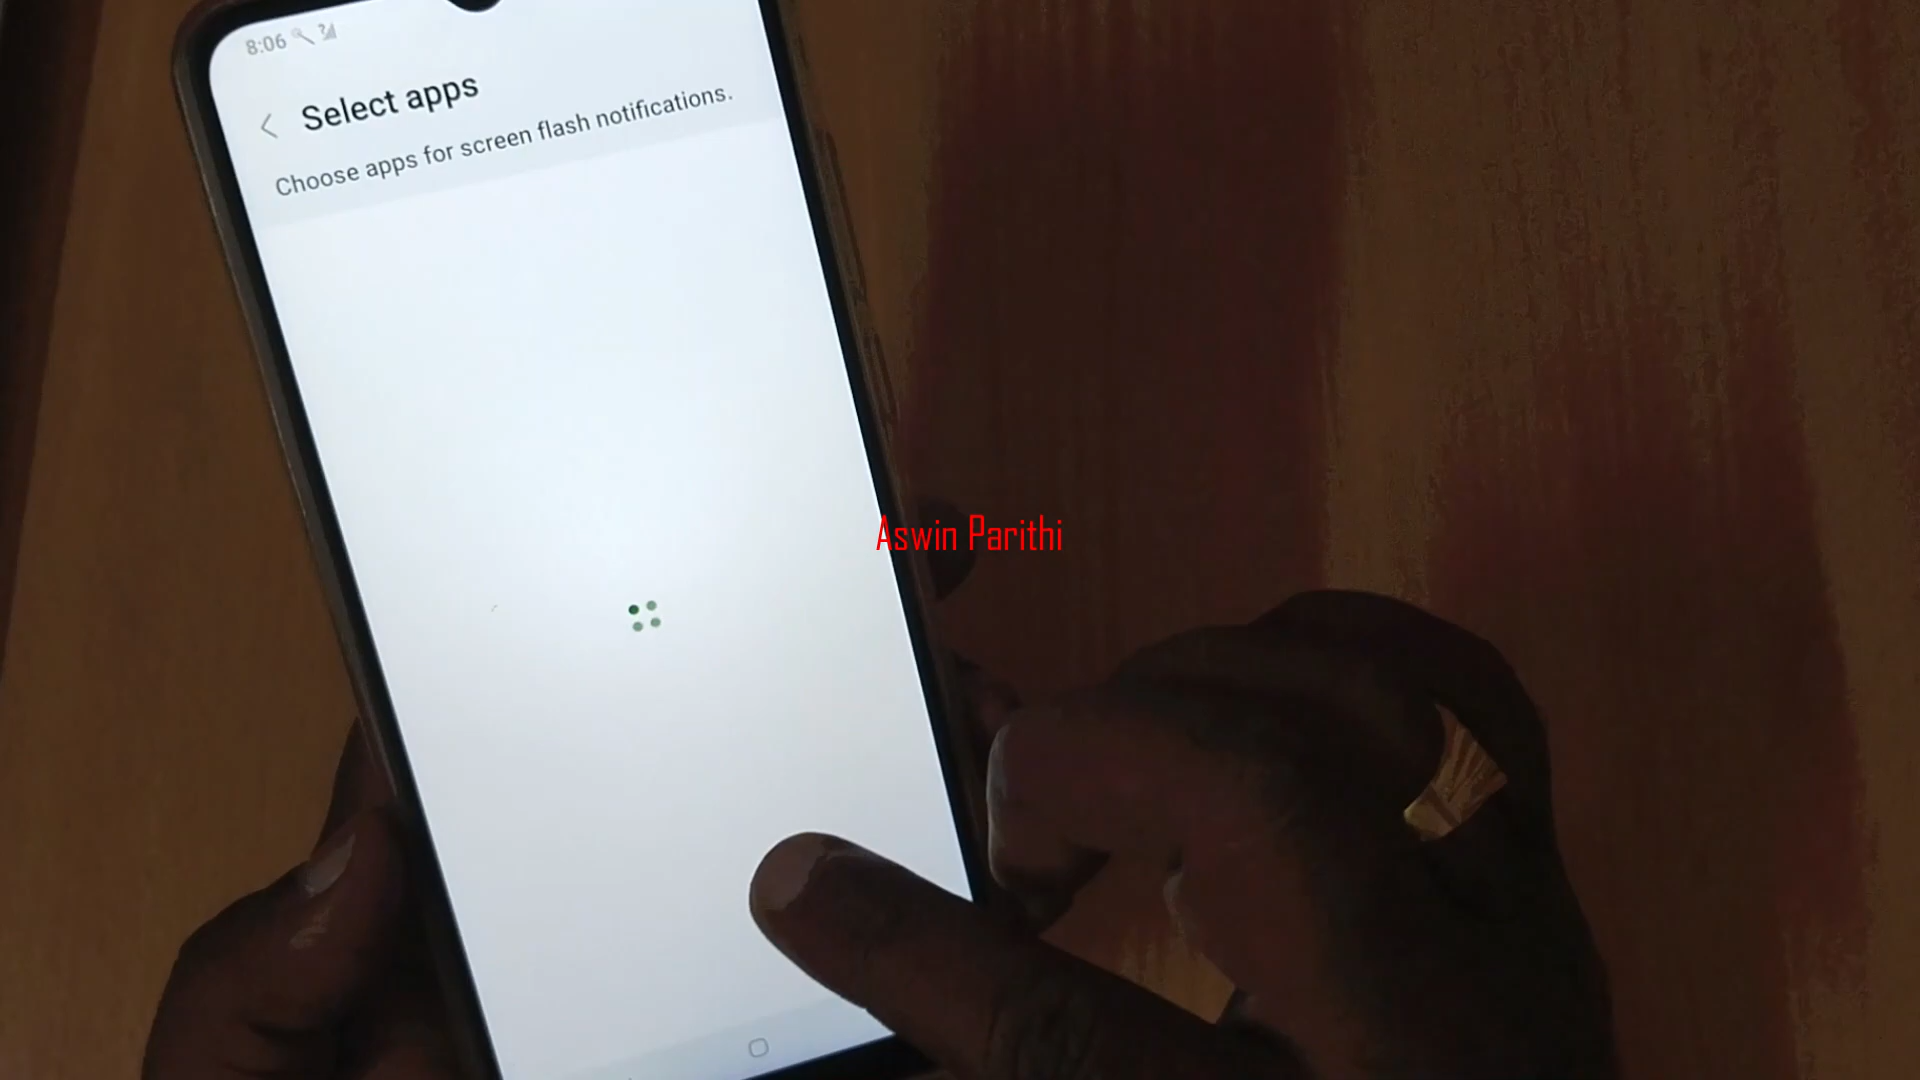 8:06
Select apps
Choose apps for screen flash notifications.
Aswin Parithi